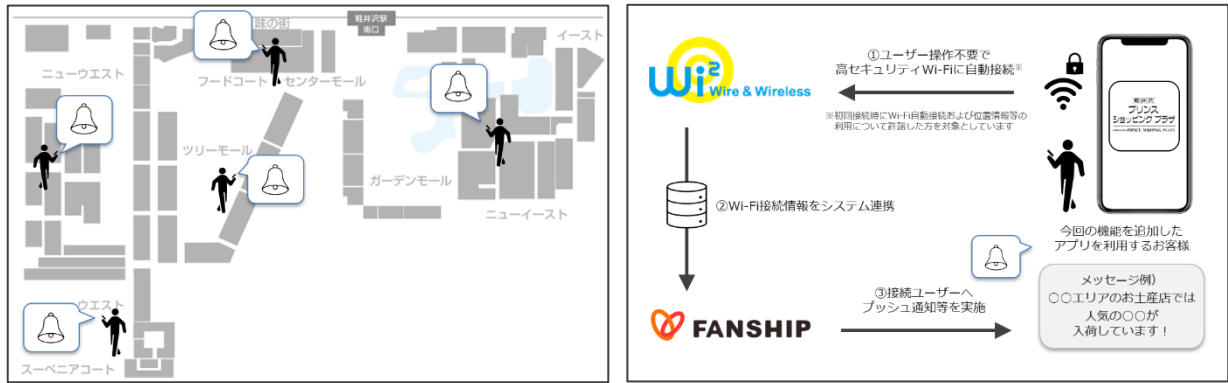 味の街
軽井沢駅
南口
イースト
ニューウエスト
フードコート
センターモール
ツリーモール
ガーデンモール
ニューイースト
ウエスト
スーベニアコート
Wi2
Wire & Wireless
①ユーザー操作不要で
高セキュリティWi-Fiに自動接続※
※初回接続時にWi-Fi自動接続および位置情報等の
利用について許諾した方を対象としています
軽井沢
プリンス
ショッピングプラザ
②Wi-Fi接続情報をシステム連携
今回の機能を追加した
アプリを利用するお客様
③接続ユーザーへ
プッシュ通知等を実施
FANSHIP
メッセージ例)
○○エリアのお土産店では
人気の○○が
入荷しています！